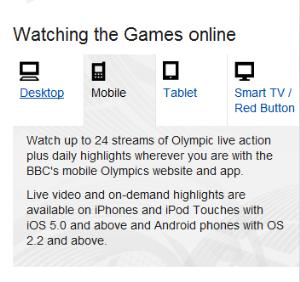 Watching the Games online
Desktop
Mobile
Tablet
Smart TV /
Red Button
Watch up to 24 streams of Olympic live action
plus daily highlights wherever you are with the
BBC's mobile Olympics website and app.
Live video and on-demand highlights are
available on iPhones and iPod Touches with
iOS 5.0 and above and Android phones with OS
2.2 and above.